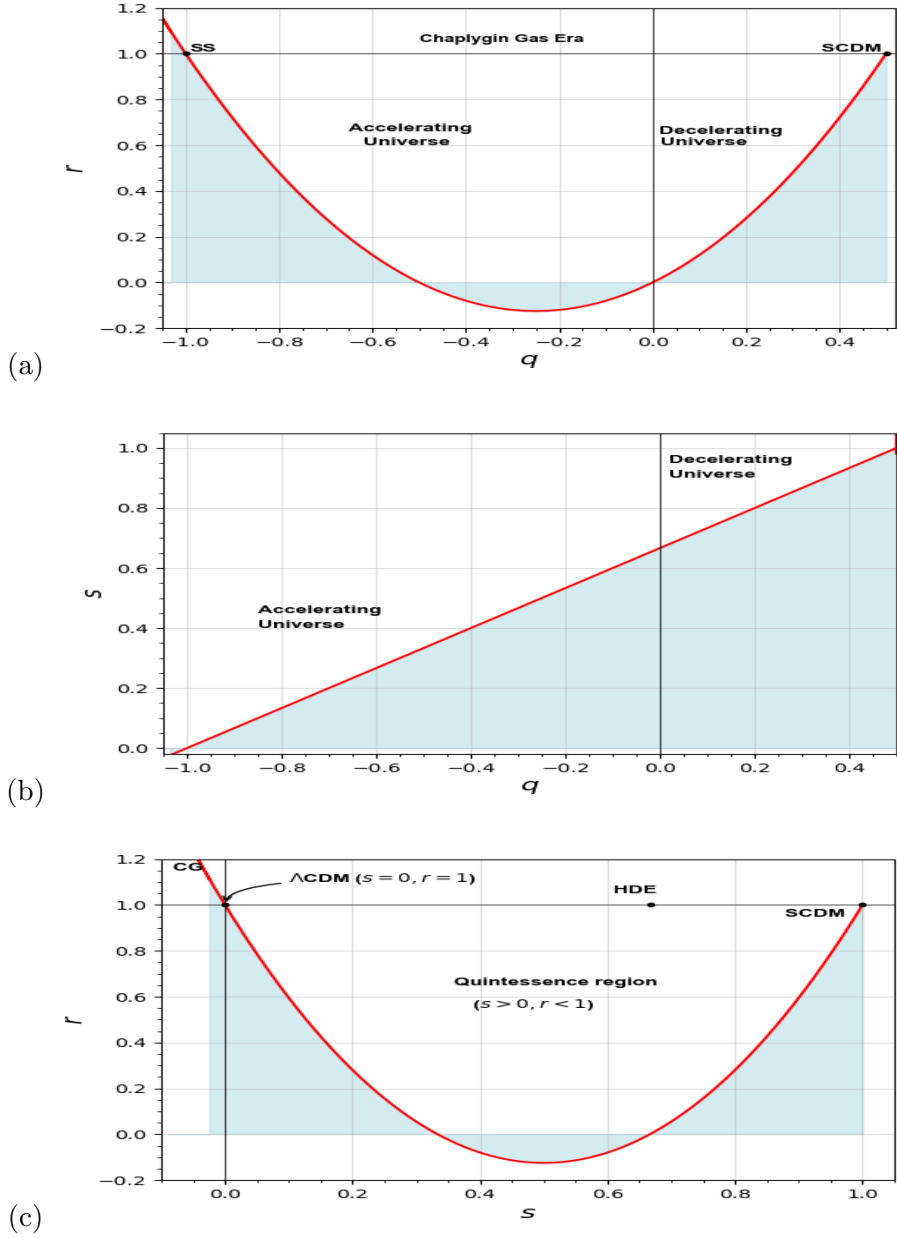 1.0
0.8
0.6
0.4
0.2
0.0
−0.2
r
SS
Chaplygin Gas Era
SCDM
Accelerating
Universe
Decelerating
Universe
−1.0 −0.8 −0.6 −0.4 −0.2 0.0 0.2 0.4
q
(a)
1.0
0.8
0.6
0.4
0.2
0.0
s
Decelerating
Universe
Accelerating
Universe
−1.0 −0.8 −0.6 −0.4 −0.2 0.0 0.2 0.4
q
(b)
1.2
1.0
0.8
0.6
0.4
0.2
0.0
−0.2
r
CG
ΛCDM (s = 0, r = 1)
HDE
SCDM
Quintessence region
(s > 0, r < 1)
0.0 0.2 0.4 0.6 0.8 1.0
s
(c)